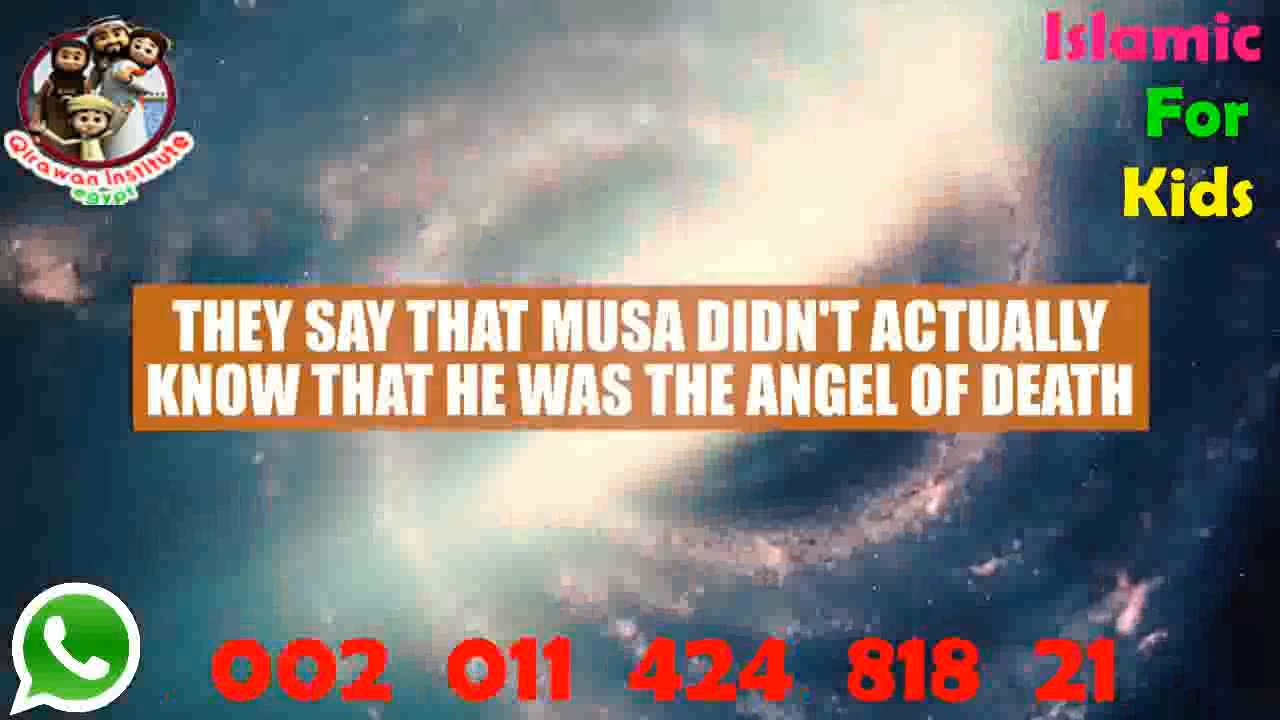 Islamic
For
Kids
Qirawan Institute
egypt
THEY SAY THAT MUSA DIDN'T ACTUALLY
KNOW THAT HE WAS THE ANGEL OF DEATH
002 011 424 818 21